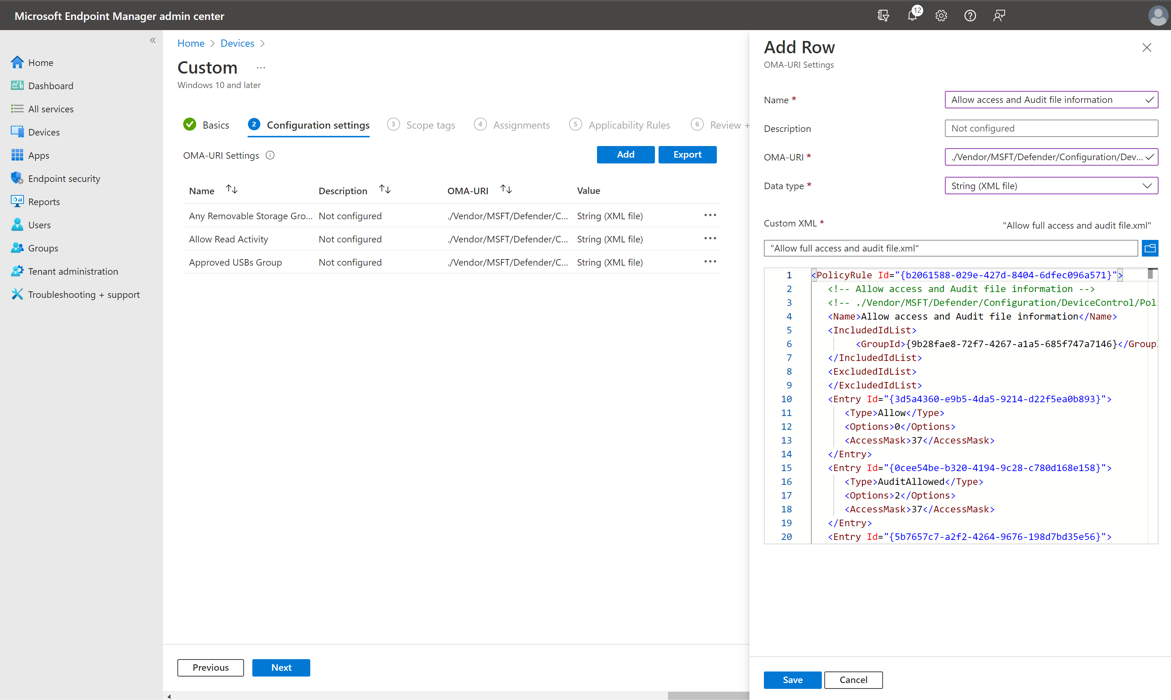 Microsoft Endpoint Manager admin center
12
Home
Dashboard
All services
Devices
Apps
Endpoint security
Reports
Users
Groups
Tenant administration
Troubleshooting + support
Home > Devices >
Custom ...
Windows 10 and later
Basics
2 Configuration settings
3 Scope tags
4 Assignments
5 Applicability Rules
6 Review +
OMA-URI Settings
Add
Export
Name Description OMA-URI Value
Any Removable Storage Gro... Not configured ./Vendor/MSFT/Defender/C... String (XML file) ...
Allow Read Activity Not configured ./Vendor/MSFT/Defender/C... String (XML file) ...
Approved USBs Group Not configured ./Vendor/MSFT/Defender/C... String (XML file) ...
Previous
Next
Add Row
OMA-URI Settings
Name * Allow access and Audit file information
Description Not configured
OMA-URI * ./Vendor/MSFT/Defender/Configuration/Dev...
Data type * String (XML file)
Custom XML * "Allow full access and audit file.xml"
"Allow full access and audit file.xml"
1 <PolicyRule Id="{b2061588-029e-427d-8404-6dfec096a571}">
2 <!-- Allow access and Audit file information -->
3 <!-- ./Vendor/MSFT/Defender/Configuration/DeviceControl/Pol
4 <Name>Allow access and Audit file information</Name>
5 <IncludedIdList>
6 <GroupId>{9b28fae8-72f7-4267-a1a5-685f747a7146}</Group
7 </IncludedIdList>
8 <ExcludedIdList>
9 </ExcludedIdList>
10 <Entry Id="{3d5a4360-e9b5-4da5-9214-d22f5ea0b893}">
11 <Type>Allow</Type>
12 <Options>0</Options>
13 <AccessMask>37</AccessMask>
14 </Entry>
15 <Entry Id="{0cee54be-b320-4194-9c28-c780d168e158}">
16 <Type>AuditAllowed</Type>
17 <Options>2</Options>
18 <AccessMask>37</AccessMask>
19 </Entry>
20 <Entry Id="{5b7657c7-a2f2-4264-9676-198d7bd35e56}">
Save
Cancel